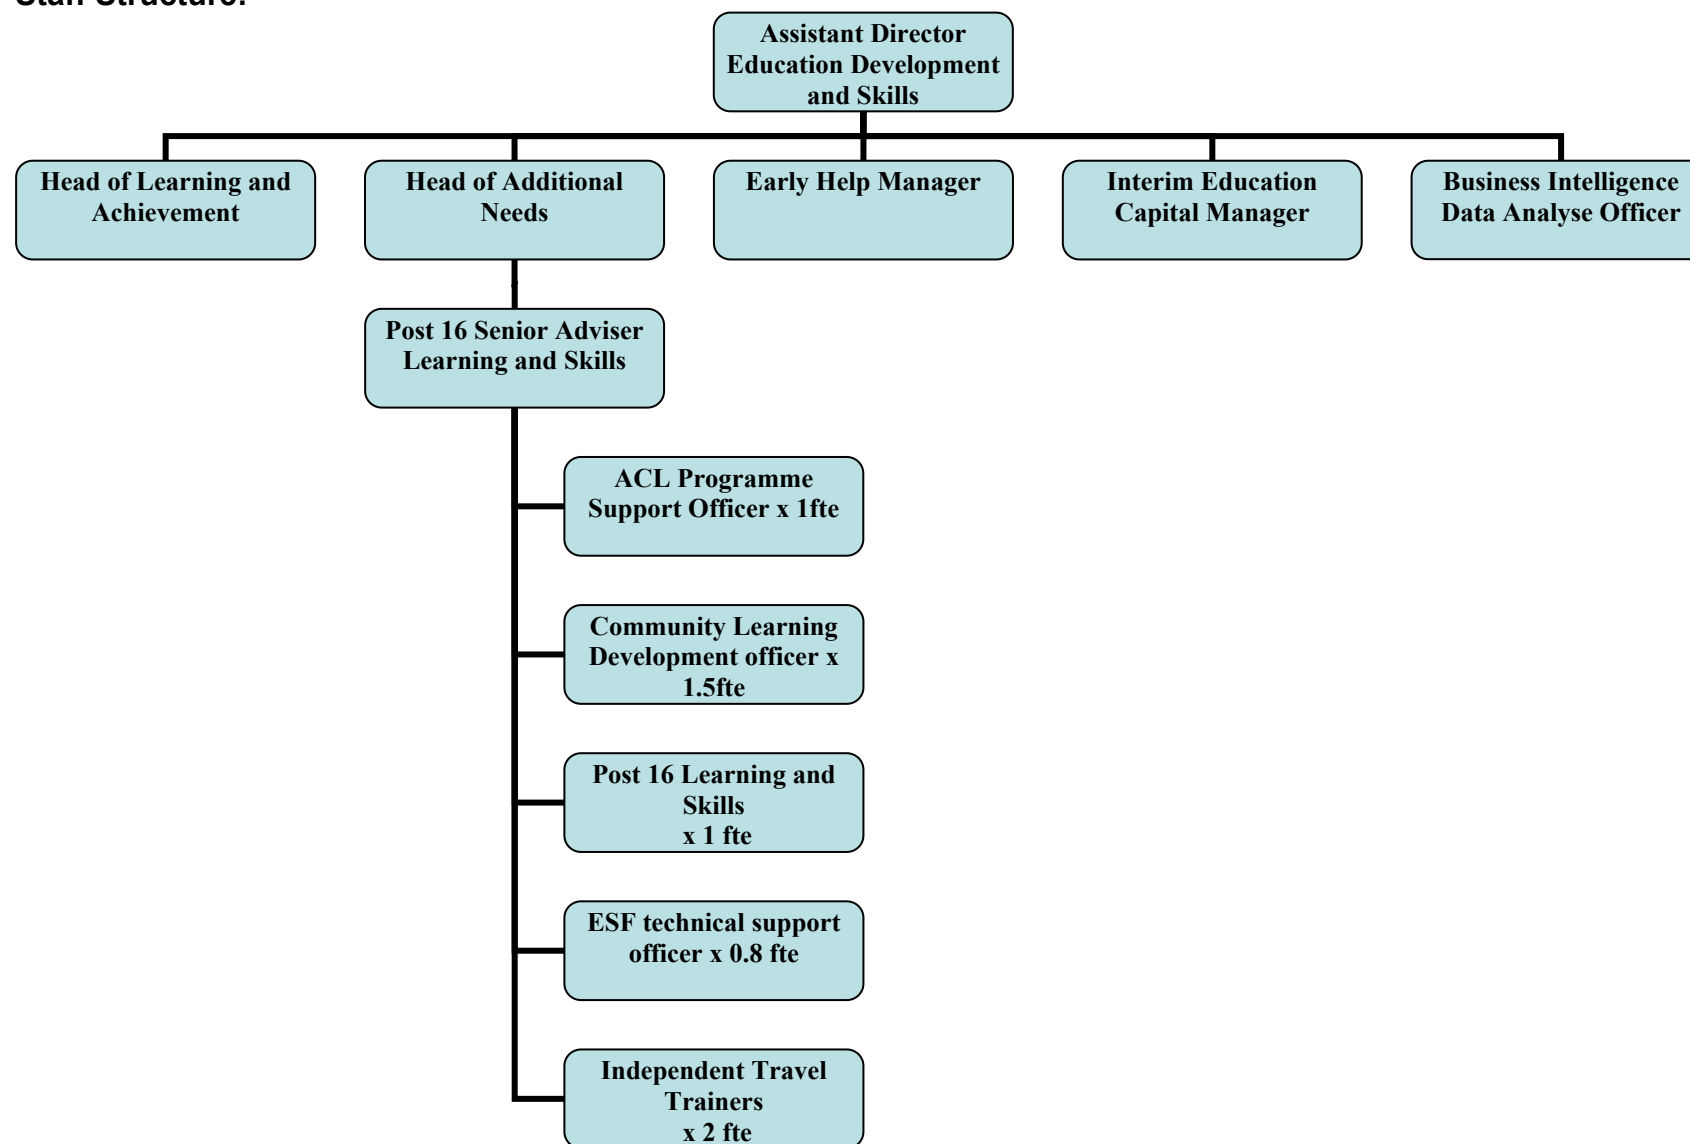 Staff Structure:
Assistant Director
Education Development
and Skills
Head of Learning and
Achievement
Head of Additional
Needs
Early Help Manager
Interim Education
Capital Manager
Business Intelligence
Data Analyse Officer
Post 16 Senior Adviser
Learning and Skills
ACL Programme
Support Officer x 1fte
Community Learning
Development officer x
1.5fte
Post 16 Learning and
Skills
x 1 fte
ESF technical support
officer x 0.8 fte
Independent Travel
Trainers
x 2 fte